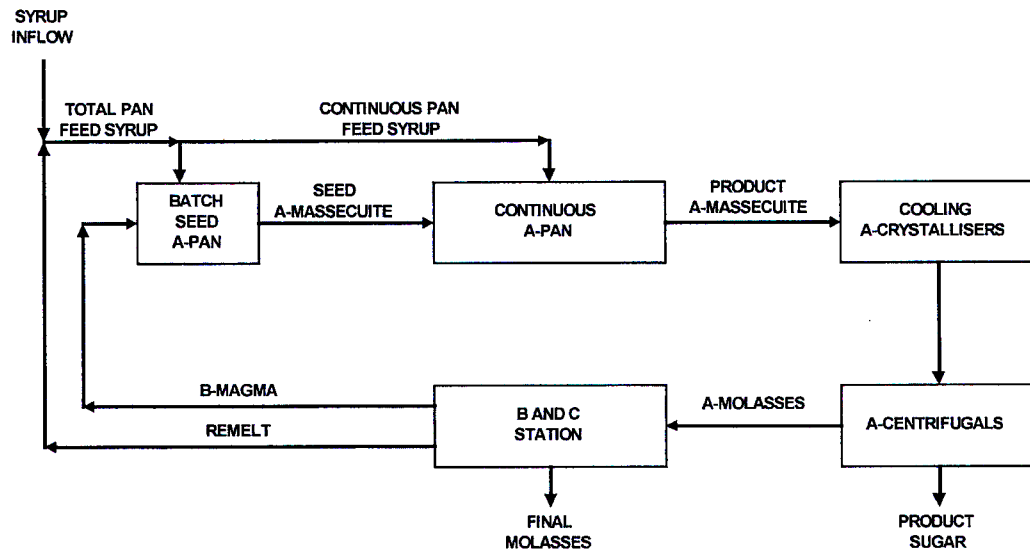 SYRUP
INFLOW
TOTAL PAN
FEED SYRUP
CONTINUOUS PAN
FEED SYRUP
BATCH
SEED
A-PAN
SEED
A-MASSECUITE
CONTINUOUS
A-PAN
PRODUCT
A-MASSECUITE
COOLING
A-CRYSTALLISERS
B-MAGMA
REMELT
B AND C
STATION
A-MOLASSES
A-CENTRIFUGALS
FINAL
MOLASSES
PRODUCT
SUGAR